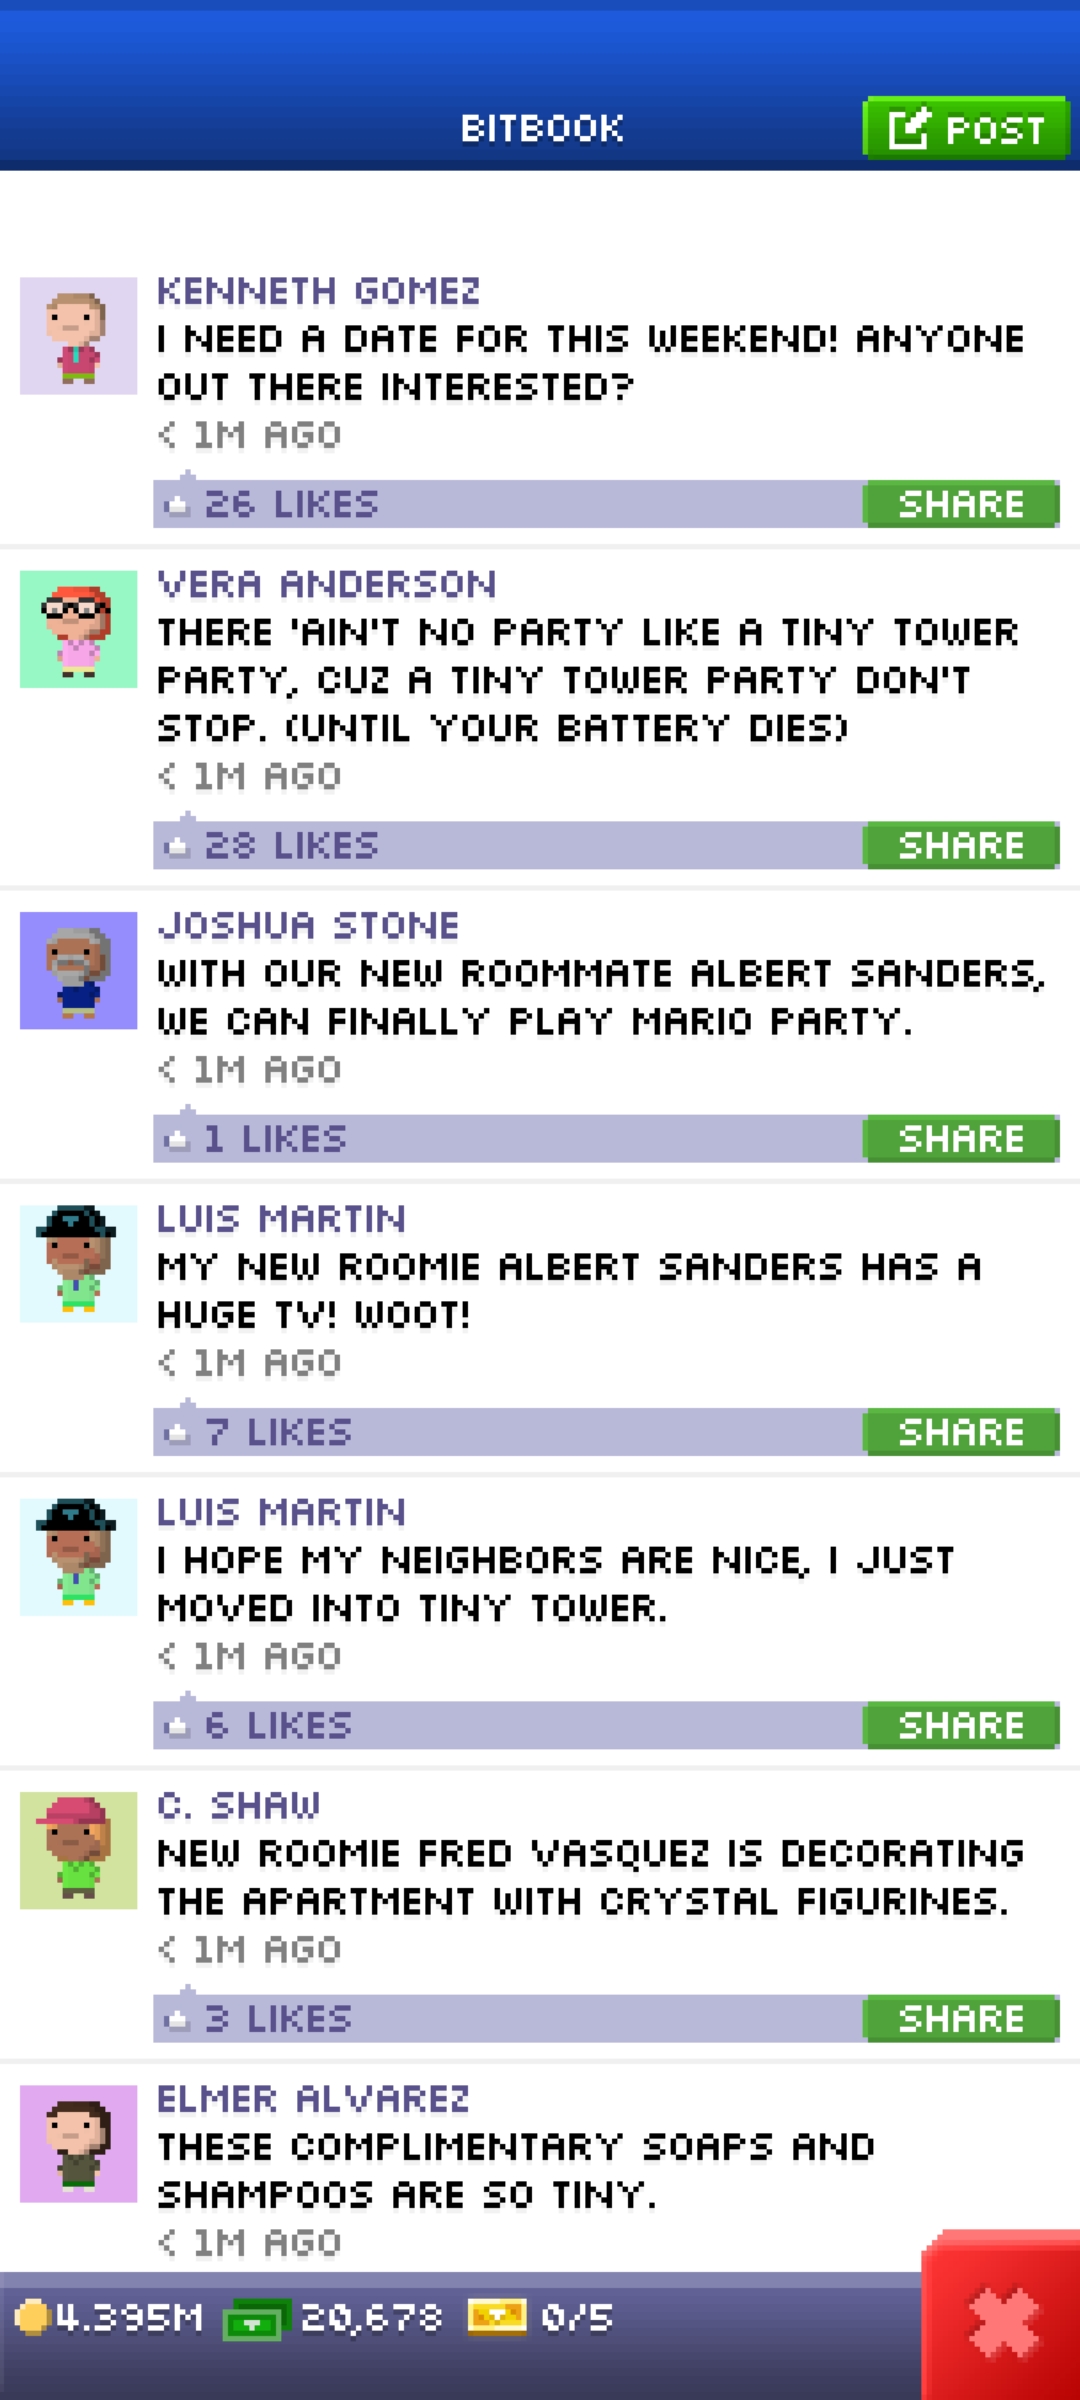 BITBOOK
POST
KENNETH GOMEZ
I NEED A DATE FOR THIS WEEKEND! ANYONE
OUT THERE INTERESTED?
< 1M AGO
26 LIKES
SHARE
VERA ANDERSON
THERE 'AIN'T NO PARTY LIKE A TINY TOWER
PARTY, CUZ A TINY TOWER PARTY DON'T
STOP. (UNTIL YOUR BATTERY DIES)
< 1M AGO
28 LIKES
SHARE
JOSHUA STONE
WITH OUR NEW ROOMMATE ALBERT SANDERS,
WE CAN FINALLY PLAY MARIO PARTY.
< 1M AGO
1 LIKES
SHARE
LUIS MARTIN
MY NEW ROOMIE ALBERT SANDERS HAS A
HUGE TV! WOOT!
< 1M AGO
7 LIKES
SHARE
LUIS MARTIN
I HOPE MY NEIGHBORS ARE NICE, I JUST
MOVED INTO TINY TOWER.
< 1M AGO
6 LIKES
SHARE
C. SHAW
NEW ROOMIE FRED VASQUEZ IS DECORATING
THE APARTMENT WITH CRYSTAL FIGURINES.
< 1M AGO
3 LIKES
SHARE
ELMER ALVAREZ
THESE COMPLIMENTARY SOAPS AND
SHAMPOOS ARE SO TINY.
< 1M AGO
4.395M
20,678
0/5